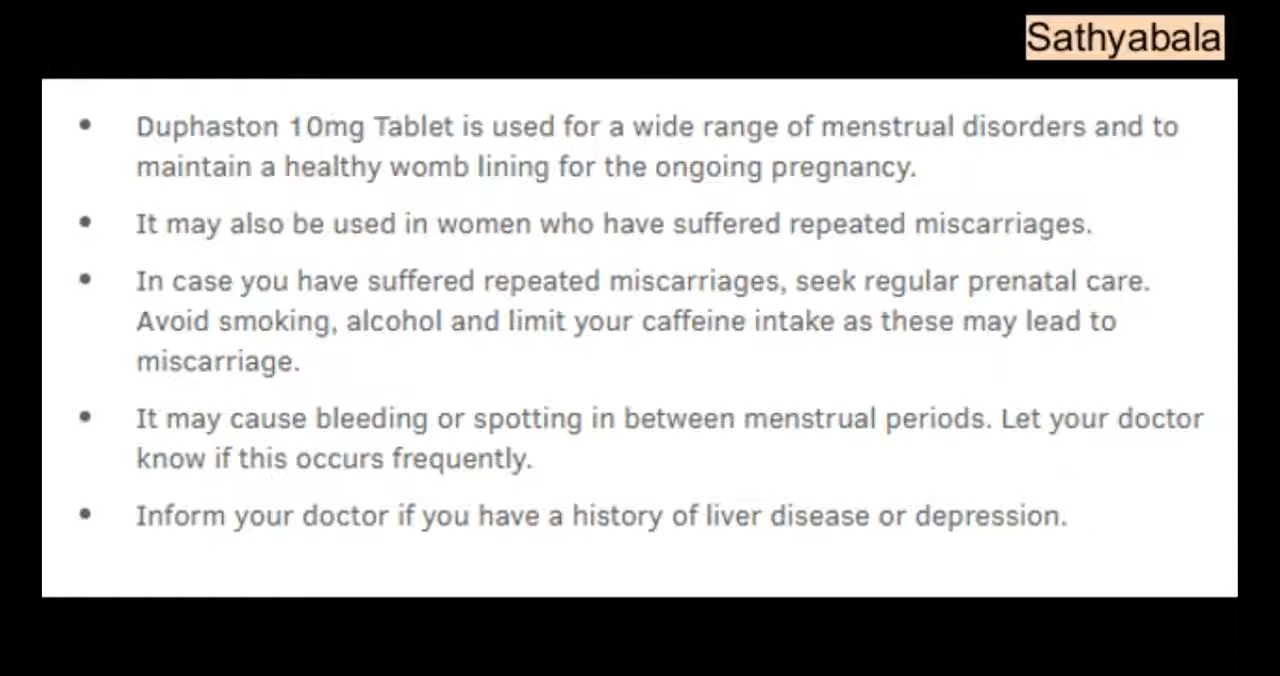 Sathyabala
• Duphaston 10mg Tablet is used for a wide range of menstrual disorders and to
maintain a healthy womb lining for the ongoing pregnancy.
• It may also be used in women who have suffered repeated miscarriages.
• In case you have suffered repeated miscarriages, seek regular prenatal care.
Avoid smoking, alcohol and limit your caffeine intake as these may lead to
miscarriage.
• It may cause bleeding or spotting in between menstrual periods. Let your doctor
know if this occurs frequently.
• Inform your doctor if you have a history of liver disease or depression.